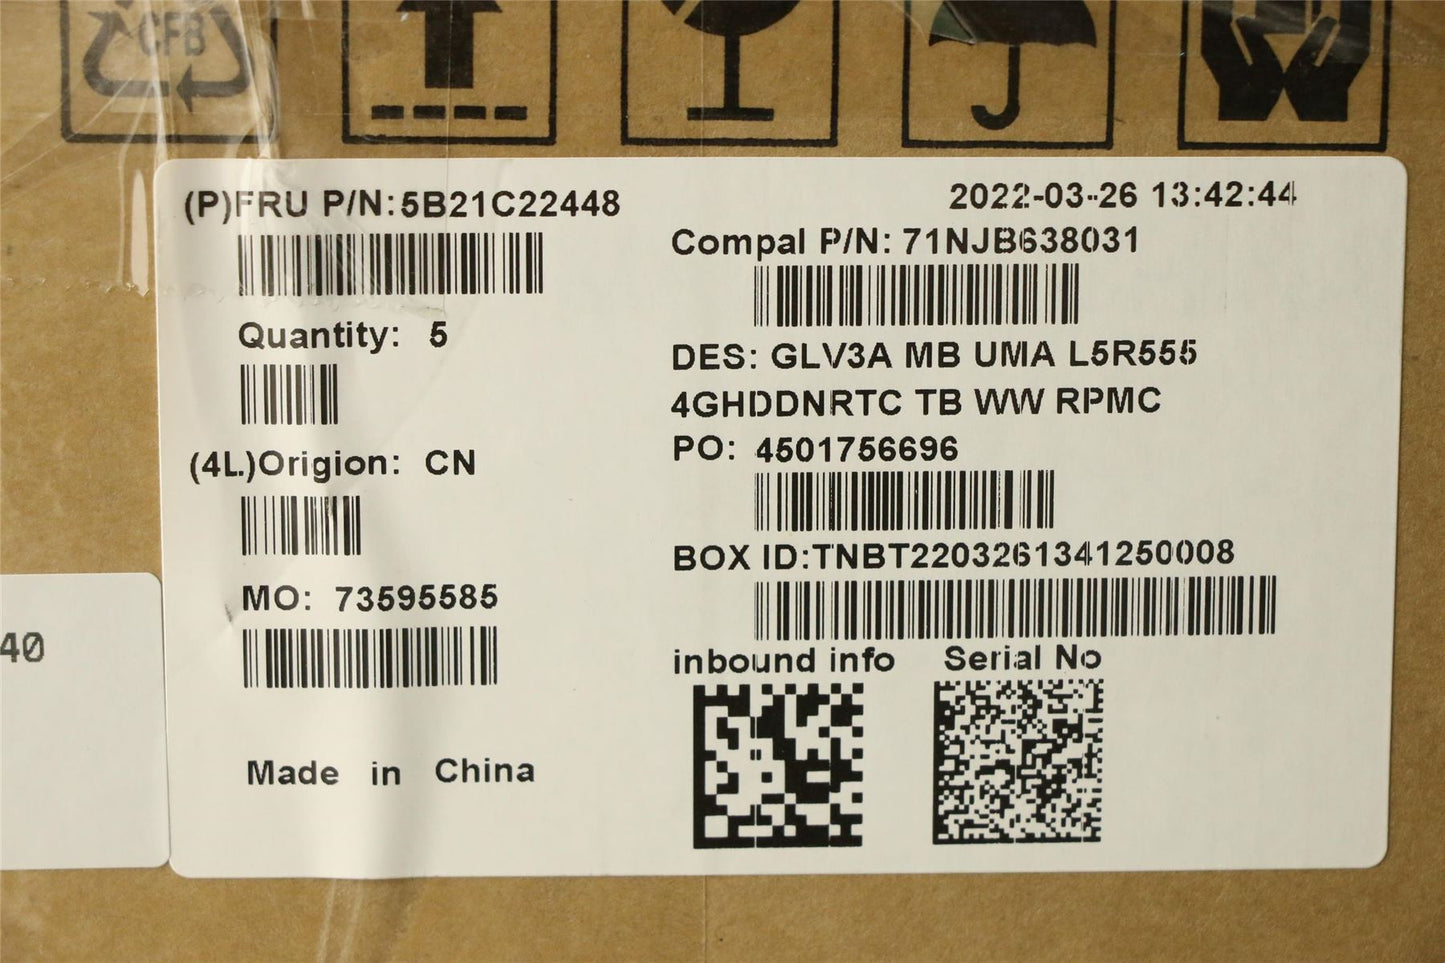 CFB
(P)FRU P/N:5B21C22448
2022-03-26 13:42:44
Compal P/N: 71NJB638031
Quantity: 5
DES: GLV3A MB UMA L5R555
4GHDDNRTC TB WW RPMC
(4L.)Origion: CN
PO: 4501756696
BOX ID:TNBT2203261341250008
MO: 73595585
40
inbound info
Serial No
Made in China